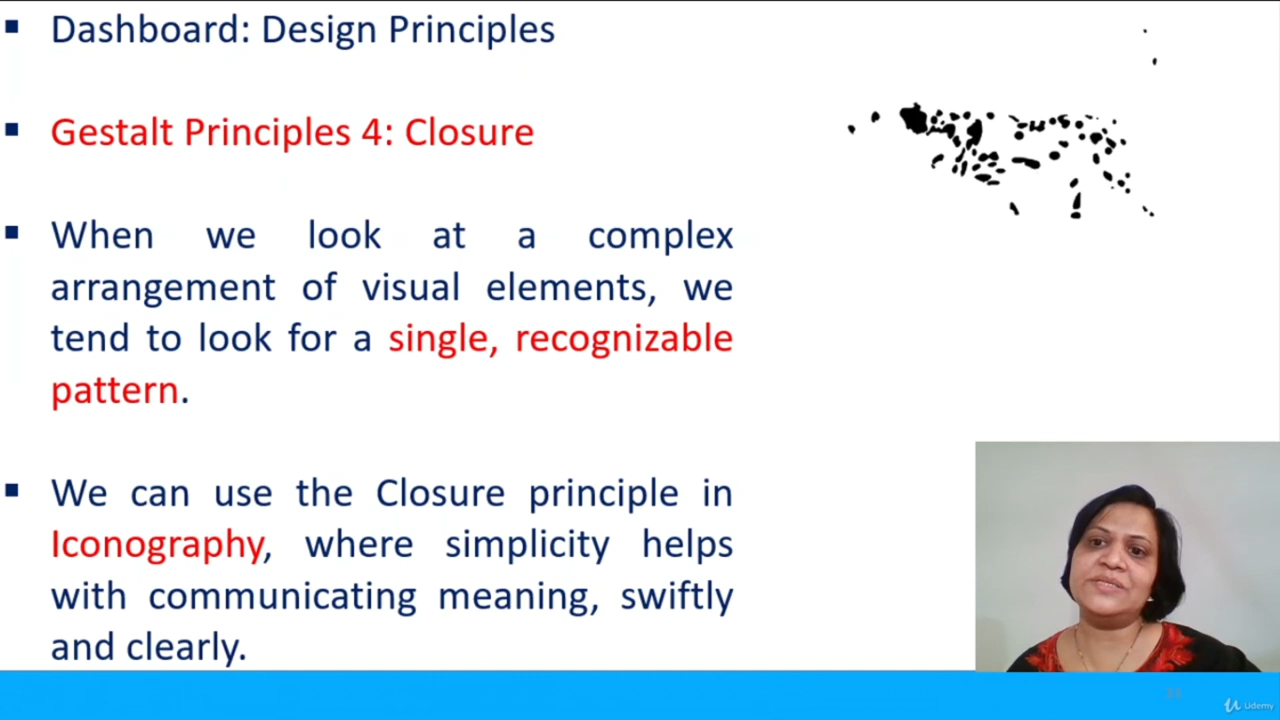 Dashboard: Design Principles
Gestalt Principles 4: Closure
When we look at a complex
arrangement of visual elements, we
tend to look for a single, recognizable
pattern.
We can use the Closure principle in
Iconography, where simplicity helps
with communicating meaning, swiftly
and clearly.
Udemy